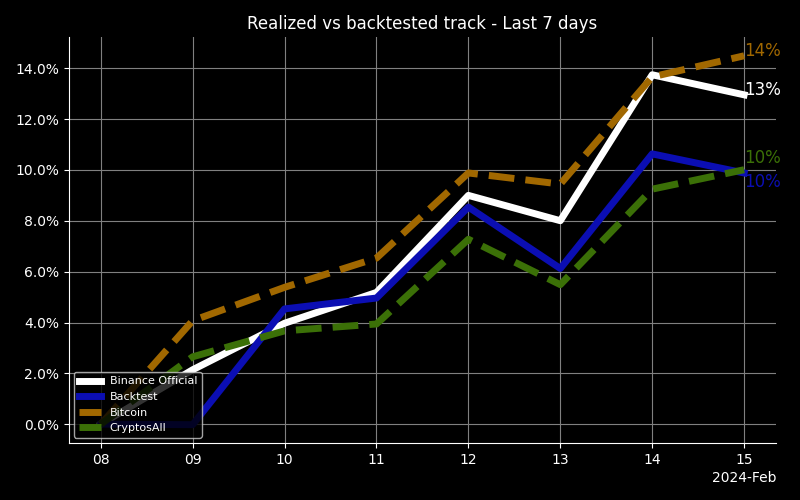 Realized vs backtested track - Last 7 days
14.0%
12.0%
10.0%
8.0%
6.0%
4.0%
2.0%
0.0%
14%
13%
10%
10%
Binance Official
Backtest
Bitcoin
CryptosAll
08 09 10 11 12 13 14 15
2024-Feb